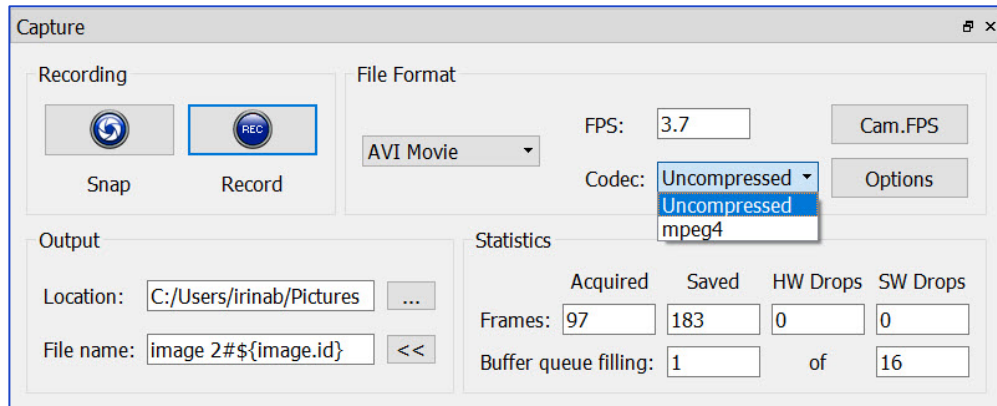 Capture
Recording
REC
Snap
Record
File Format
AVI Movie
FPS: 3.7
Cam.FPS
Codec: Uncompressed
Options
Uncompressed
mpeg4
Output
Location: C:/Users/irinab/Pictures ...
File name: image 2#${image.id} <<
Statistics
Acquired Saved HW Drops SW Drops
Frames: 97 183 0 0
Buffer queue filling: 1 of 16